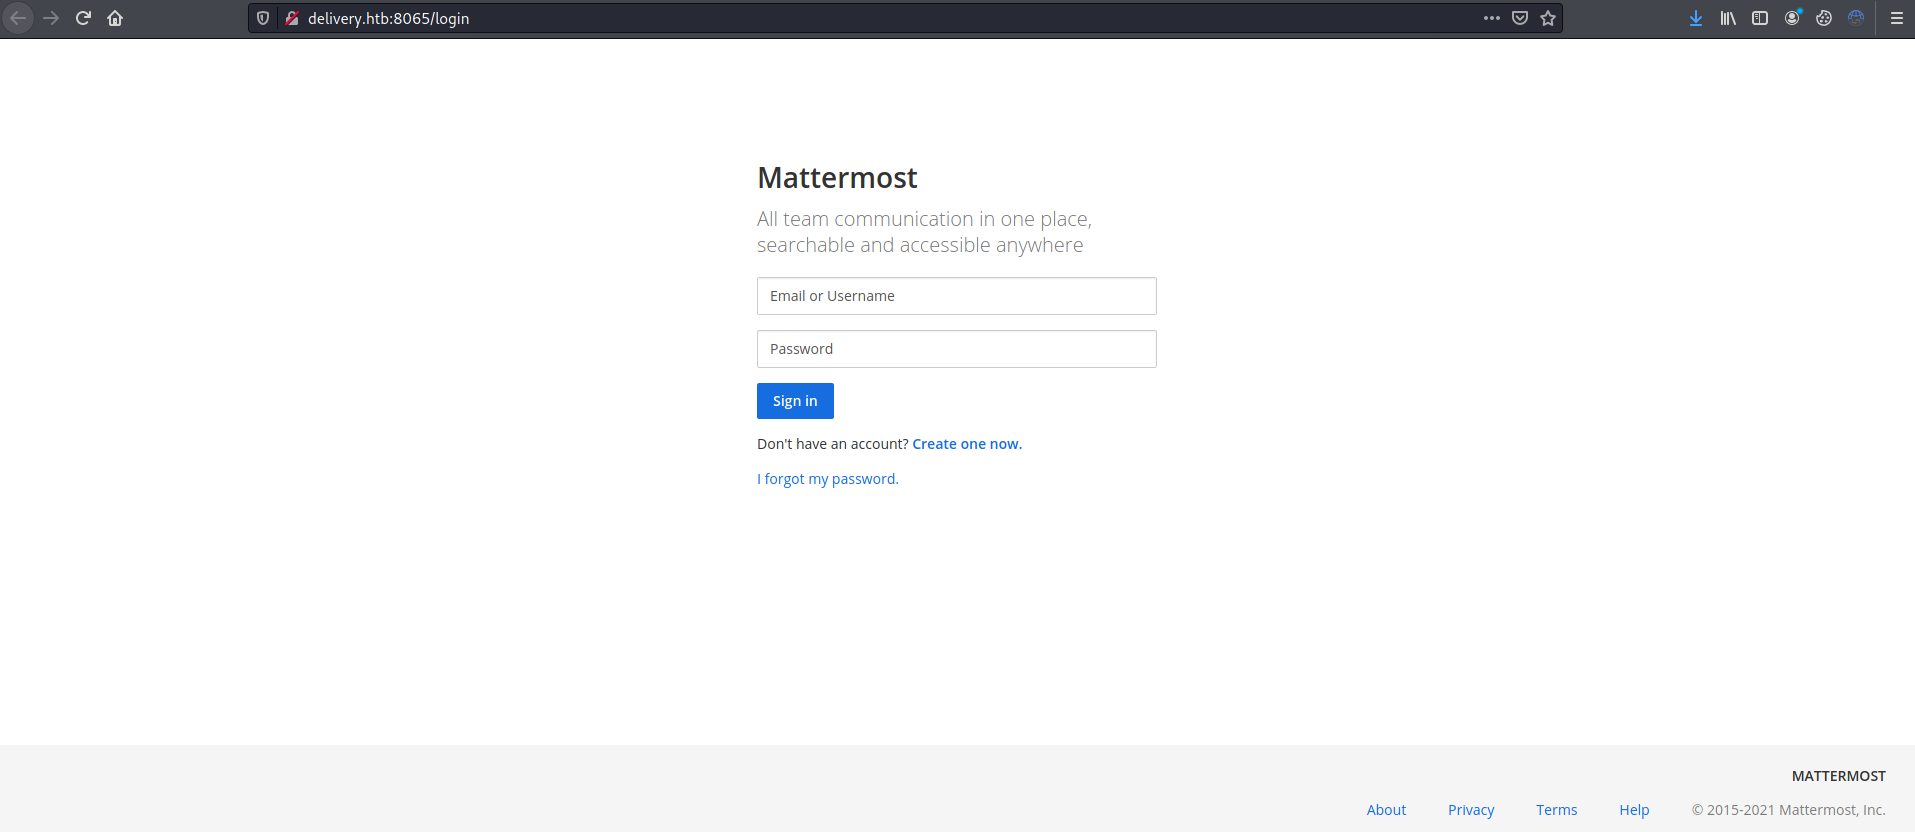 delivery.htb:8065/login
Mattermost
All team communication in one place,
searchable and accessible anywhere
Email or Username
Password
Sign in
Don't have an account? Create one now.
I forgot my password.
MATTERMOST
About Privacy Terms Help © 2015-2021 Mattermost, Inc.